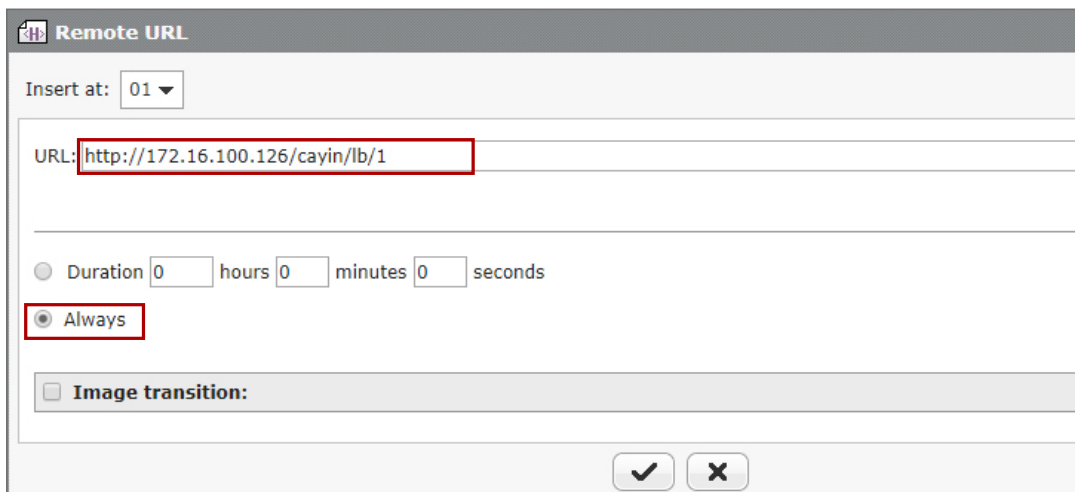 Remote URL
Insert at: 01
URL: http://172.16.100.126/cayin/lb/1
Duration 0 hours 0 minutes 0 seconds
Always
Image transition: